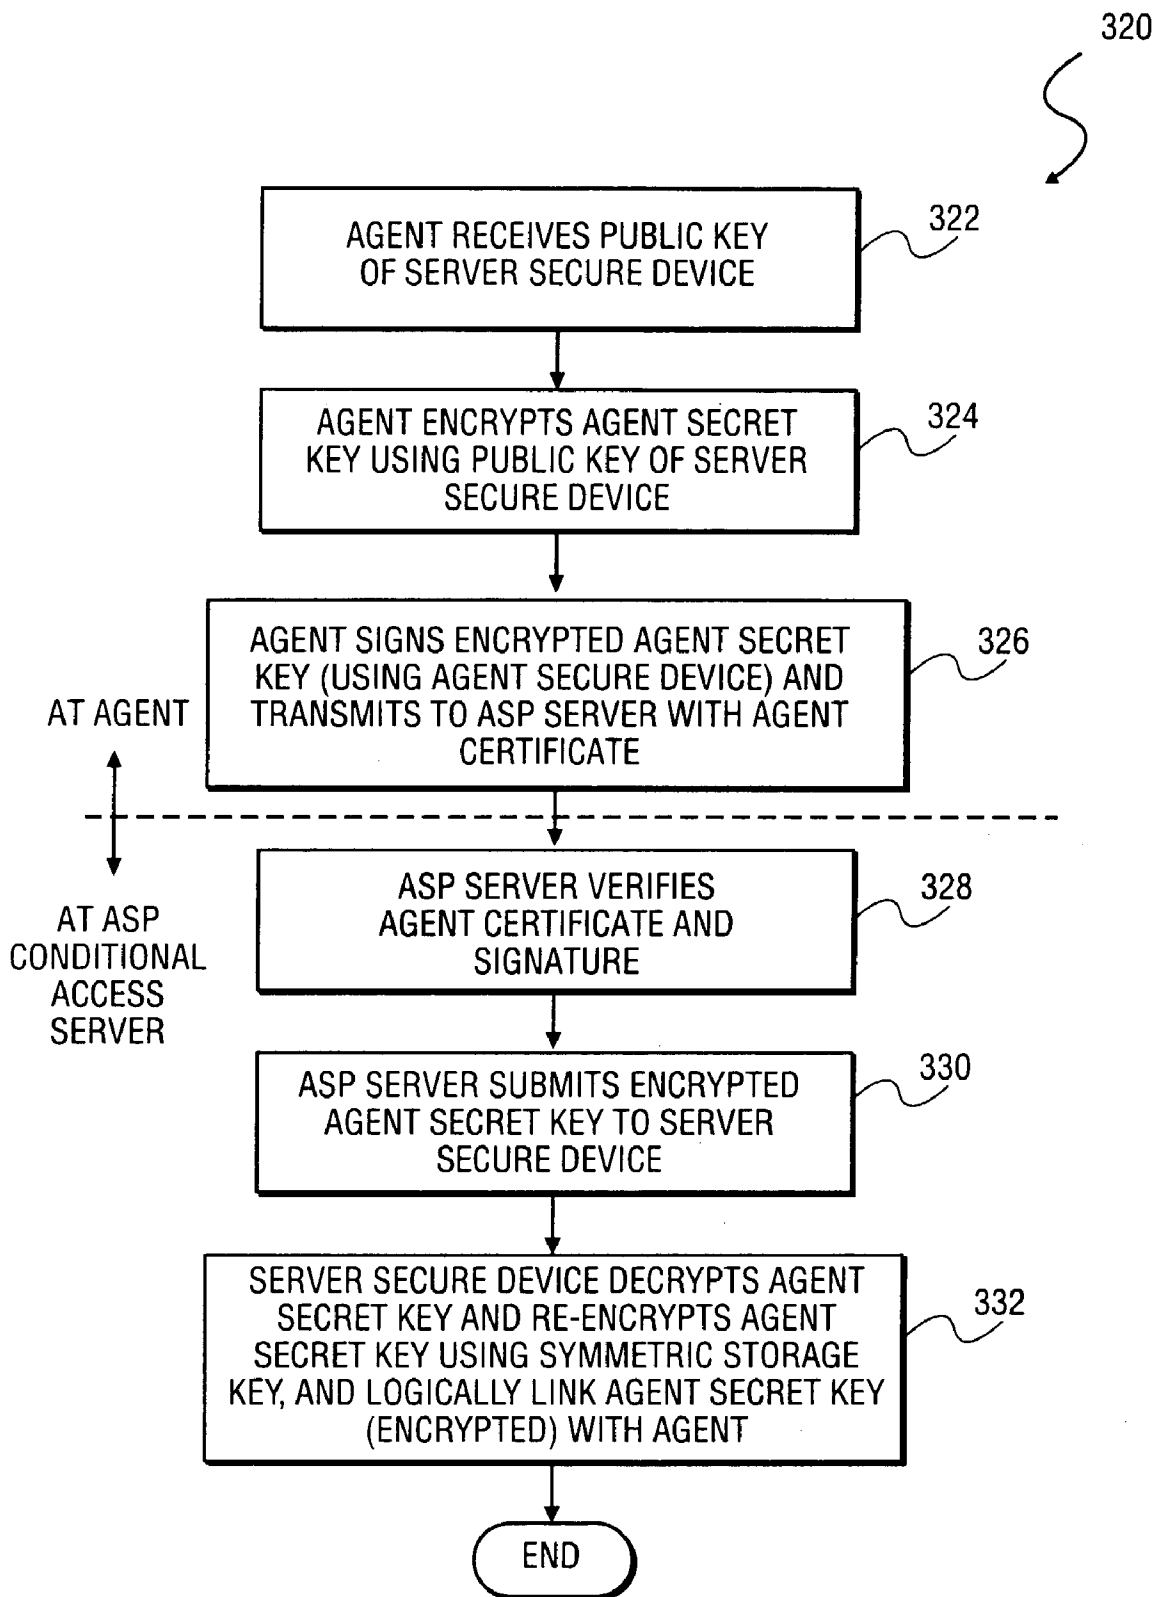 320
AGENT RECEIVES PUBLIC KEY
OF SERVER SECURE DEVICE
322
AGENT ENCRYPTS AGENT SECRET
KEY USING PUBLIC KEY OF SERVER
SECURE DEVICE
324
AGENT SIGNS ENCRYPTED AGENT SECRET
KEY (USING AGENT SECURE DEVICE) AND
TRANSMITS TO ASP SERVER WITH AGENT
CERTIFICATE
326
AT AGENT
AT ASP
CONDITIONAL
ACCESS
SERVER
ASP SERVER VERIFIES
AGENT CERTIFICATE AND
SIGNATURE
328
ASP SERVER SUBMITS ENCRYPTED
AGENT SECRET KEY TO SERVER
SECURE DEVICE
330
SERVER SECURE DEVICE DECRYPTS AGENT
SECRET KEY AND RE-ENCRYPTS AGENT
SECRET KEY USING SYMMETRIC STORAGE
KEY, AND LOGICALLY LINK AGENT SECRET KEY
(ENCRYPTED) WITH AGENT
332
END